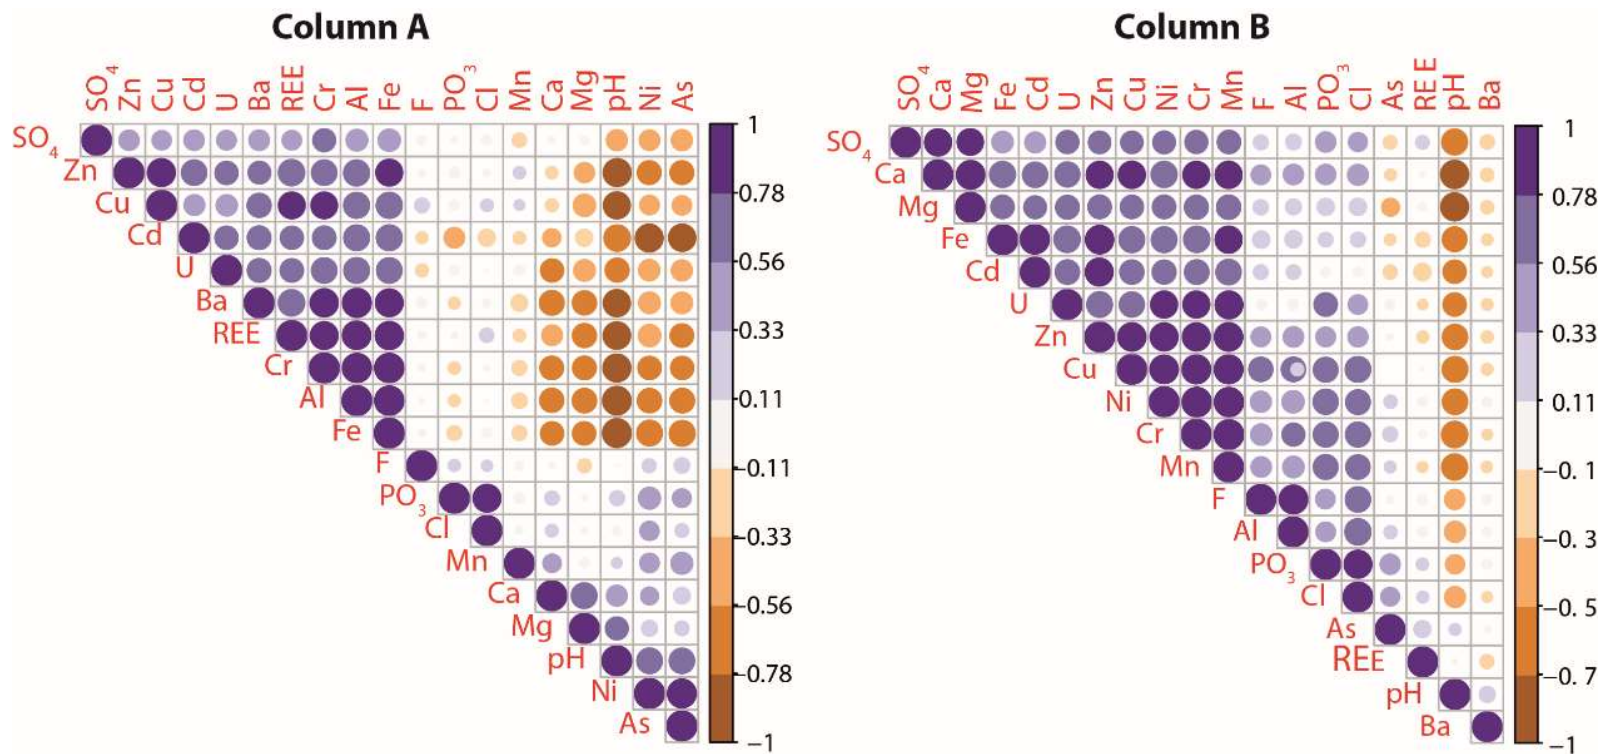 Column A
SO4 Zn Cu Cd U Ba REE Cr Al Fe F PO3 Cl Mn Ca Mg pH Ni As
SO4
Zn
Cu
Cd
U
Ba
REE
Cr
Al
Fe
F
PO3
Cl
Mn
Ca
Mg
pH
Ni
As
1
0.78
0.56
0.33
0.11
-0.11
-0.33
-0.56
-0.78
-1
Column B
SO4 Ca Mg Fe Cd U Zn Cu Ni Cr Mn F Al PO3 Cl As RE E pH Ba
SO4
Ca
Mg
Fe
Cd
U
Zn
Cu
Ni
Cr
Mn
F
Al
PO3
Cl
As
REE
pH
Ba
1
0.78
0.56
0.33
0.11
-0.1
-0.3
-0.5
-0.7
-1